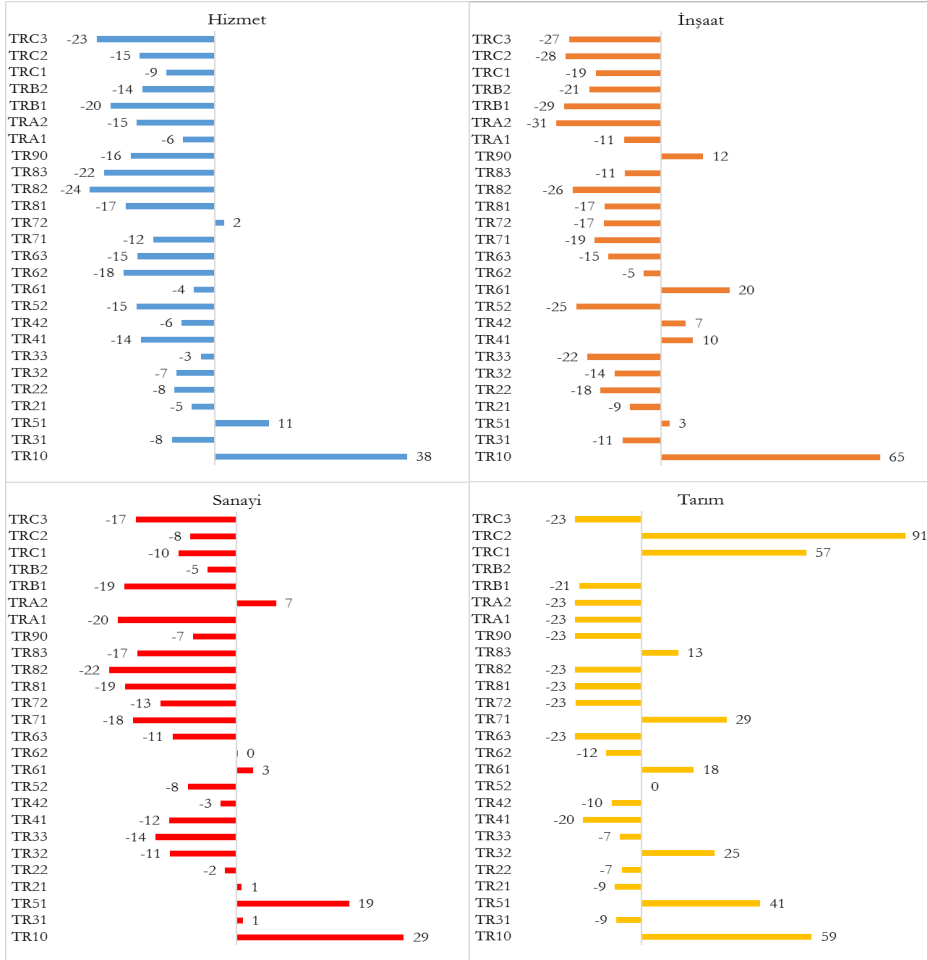 Hizmet
TRC3 -23
TRC2 -15
TRC1 -9
TRB2 -14
TRB1 -20
TRA2 -15
TRA1 -6
TR90 -16
TR83 -22
TR82 -24
TR81 -17
TR72 2
TR71 -12
TR63 -15
TR62 -18
TR61 -4
TR52 -15
TR42 -6
TR41 -14
TR33 -3
TR32 -7
TR22 -8
TR21 -5
TR51 11
TR31 -8
TR10 38
İnşaat
TRC3 -27
TRC2 -28
TRC1 -19
TRB2 -21
TRB1 -29
TRA2 -31
TRA1 -11
TR90 12
TR83 -11
TR82 -26
TR81 -17
TR72 -17
TR71 -19
TR63 -15
TR62 -5
TR61 20
TR52 -25
TR42 7
TR41 10
TR33 -22
TR32 -14
TR22 -18
TR21 -9
TR51 3
TR31 -11
TR10 65
Sanayi
TRC3 -17
TRC2 -8
TRC1 -10
TRB2 -5
TRB1 -19
TRA2 7
TRA1 -20
TR90 -7
TR83 -17
TR82 -22
TR81 -19
TR72 -13
TR71 -18
TR63 -11
TR62 0
TR61 3
TR52 -8
TR42 -3
TR41 -12
TR33 -14
TR32 -11
TR22 -2
TR21 1
TR51 19
TR31 1
TR10 29
Tarım
TRC3 -23
TRC2 91
TRC1 57
TRB2
TRB1 -21
TRA2 -23
TRA1 -23
TR90 -23
TR83 13
TR82 -23
TR81 -23
TR72 -23
TR71 29
TR63 -23
TR62 -12
TR61 18
TR52 0
TR42 -10
TR41 -20
TR33 -7
TR32 25
TR22 -7
TR21 -9
TR51 41
TR31 -9
TR10 59